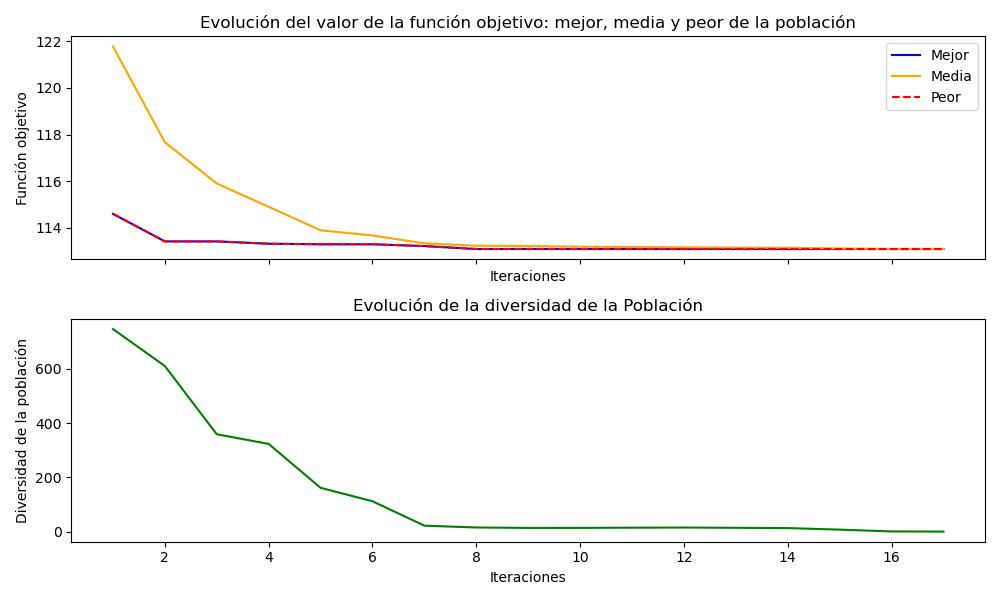 Evolución del valor de la función objetivo: mejor, media y peor de la población
122
120
118
116
114
Función objetivo
Mejor
Media
Peor
Iteraciones
Evolución de la diversidad de la Población
600
400
200
0
Diversidad de la población
2 4 6 8 10 12 14 16
Iteraciones